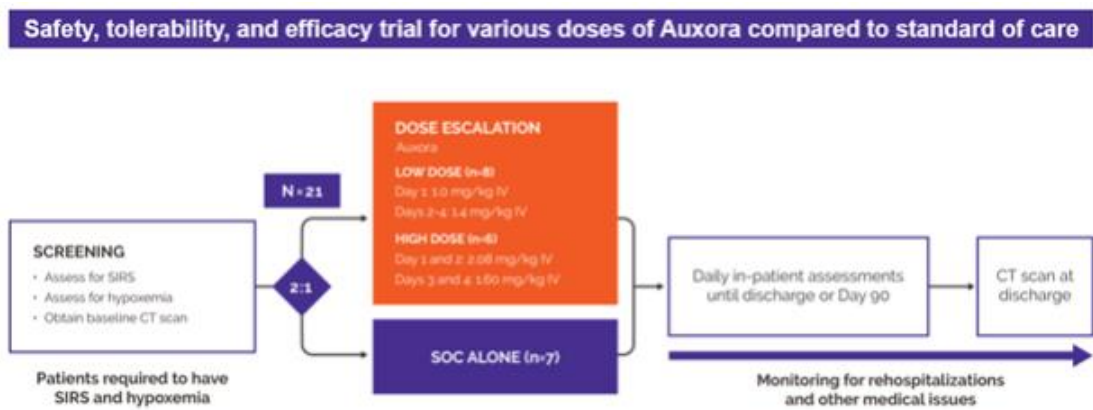 Safety, tolerability, and efficacy trial for various doses of Auxora compared to standard of care
SCREENING
• Assess for SIRS
• Assess for hypoxemia
• Obtain baseline CT scan
Patients required to have
SIRS and hypoxemia
N=21
2:1
DOSE ESCALATION
Auxora
LOW DOSE (n=8)
Day 1: 1.0 mg/kg IV
Days 2-4: 1.4 mg/kg IV
HIGH DOSE (n=6)
Day 1 and 2: 2.08 mg/kg IV
Days 3 and 4: 1.60 mg/kg IV
SOC ALONE (n=7)
Daily in-patient assessments
until discharge or Day 90
CT scan at
discharge
Monitoring for rehospitalizations
and other medical issues